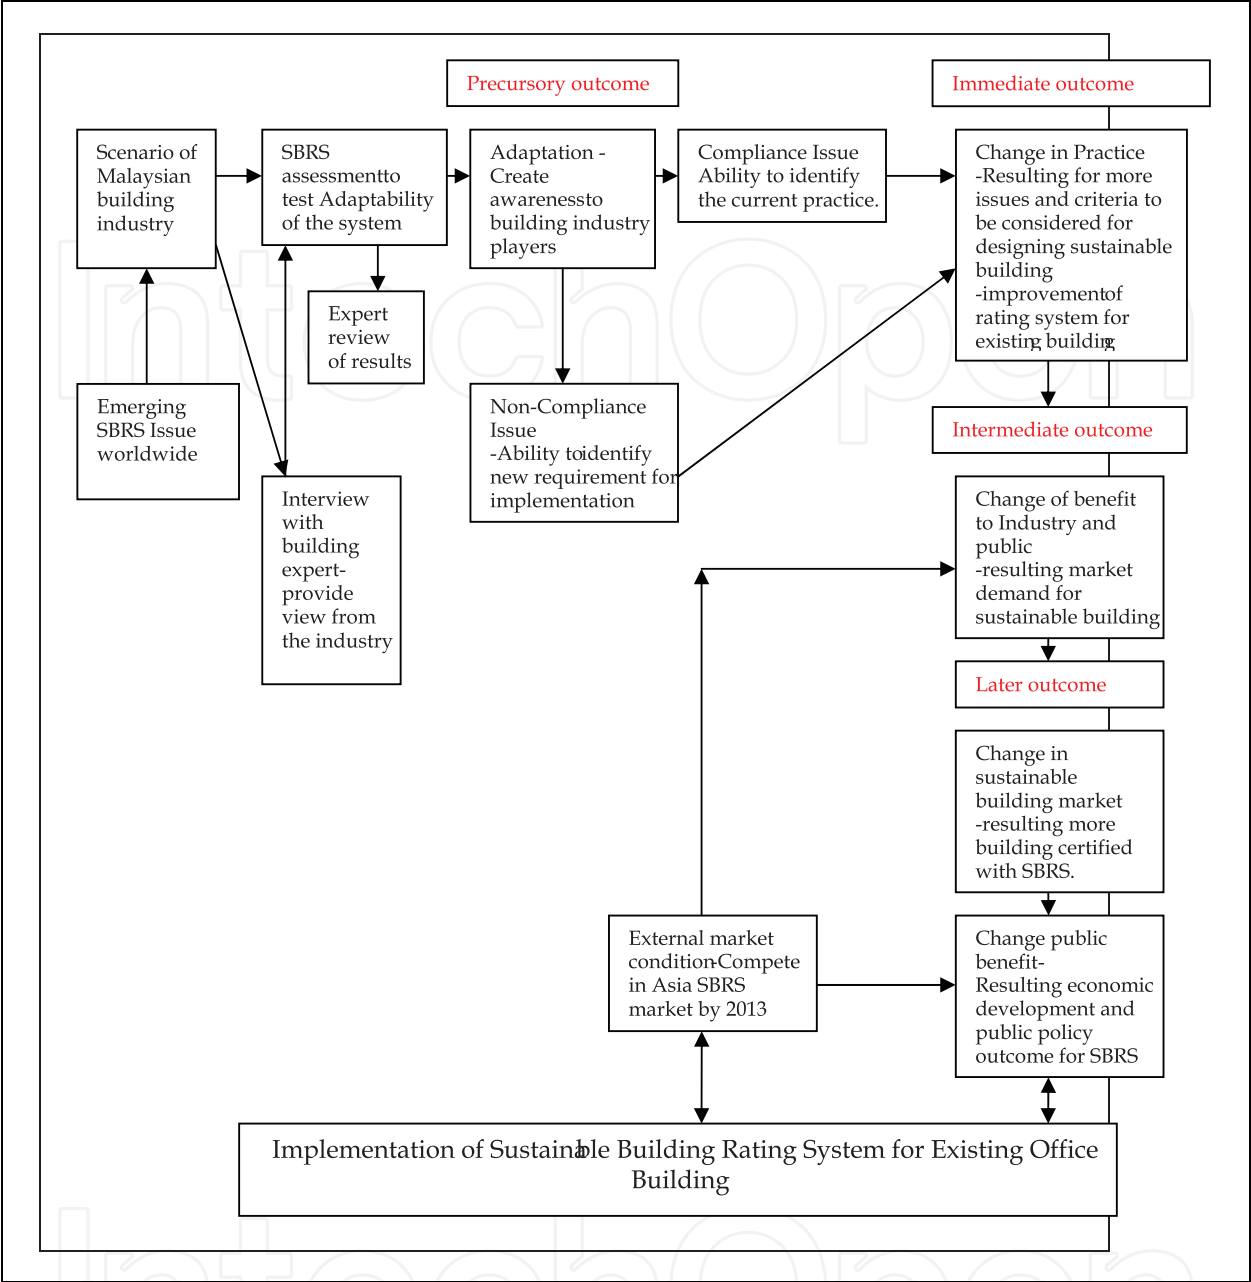 Precursory outcome
Immediate outcome
Scenario of
Malaysian
building
industry
SBRS
assessmentto
test Adaptability
of the system
Adaptation -
Create
awarenessto
building industry
players
Compliance Issue
Ability to identify
the current practice.
Change in Practice
-Resulting for more
issues and criteria to
be considered for
designing sustainable
building
-improvementof
rating system for
existing building
Expert
review
of results
Emerging
SBRS Issue
worldwide
Non-Compliance
Issue
-Ability toidentify
new requirement for
implementation
Intermediate outcome
Interview
with
building
expert-
provide
view from
the industry
Change of benefit
to Industry and
public
-resulting market
demand for
sustainable building
Later outcome
Change in
sustainable
building market
-resulting more
building certified
with SBRS.
External market
condition-Compete
in Asia SBRS
market by 2013
Change public
benefit-
Resulting economic
development and
public policy
outcome for SBRS
Implementation of Sustainable Building Rating System for Existing Office
Building
IntechOpen
IntechOpen